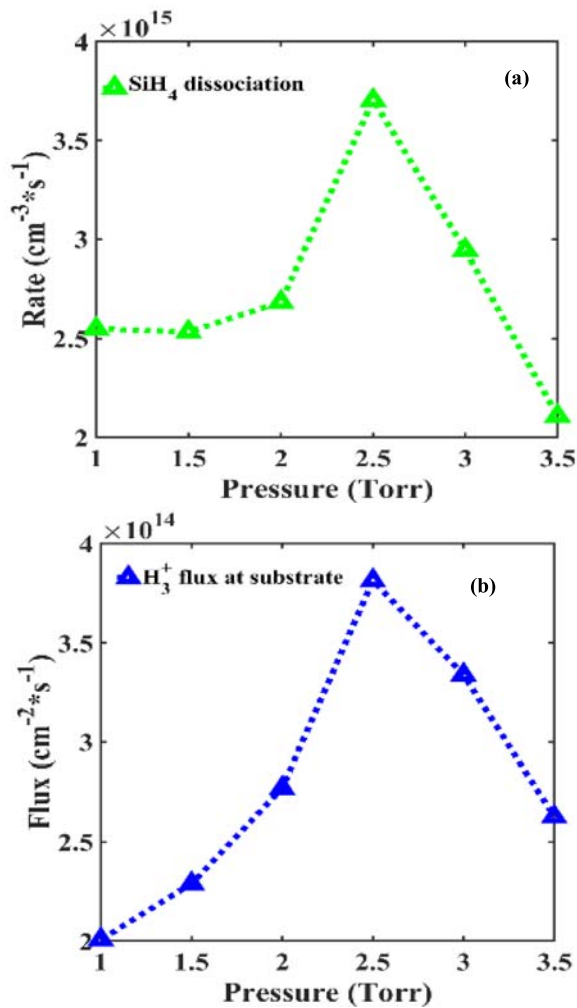 ×10^15
4
SiH_4 dissociation
(a)
3.5
3
2.5
2
Rate (cm^-3*s^-1)
1 1.5 2 2.5 3 3.5
Pressure (Torr)
×10^14
4
H_3^+ flux at substrate
(b)
3.5
3
2.5
2
Flux (cm^-2*s^-1)
1 1.5 2 2.5 3 3.5
Pressure (Torr)